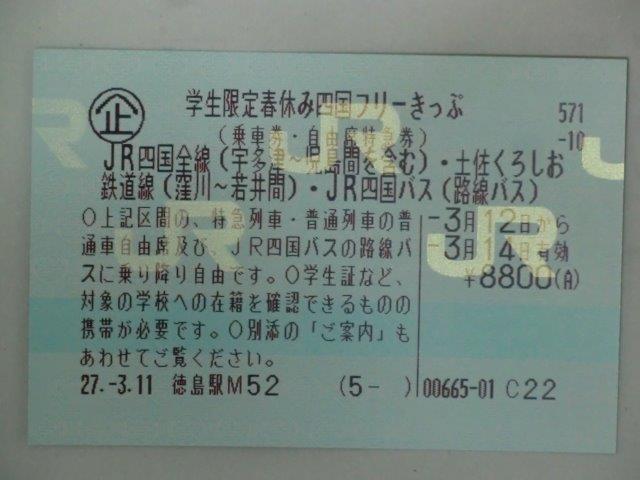 企 学生限定春休み四国フリーきっぷ 571
(乗車券・自由席特急券) -10
JR四国全線(宇多津~児島間を含む)・土佐くろしお
鉄道線(窪川~若井間)・JR四国バス(路線バス)
○上記区間の、特急列車・普通列車の普
通車自由席及び、JR四国バスの路線バ
スに乗り降り自由です。○学生証など、
対象の学校への在籍を確認できるものの
携帯が必要です。○別添の「ご案内」も
あわせてご覧ください。
-3月12日から
-3月14日有効
¥8800(A)
27.-3.11 徳島駅M52 (5- ) 00665-01 C22